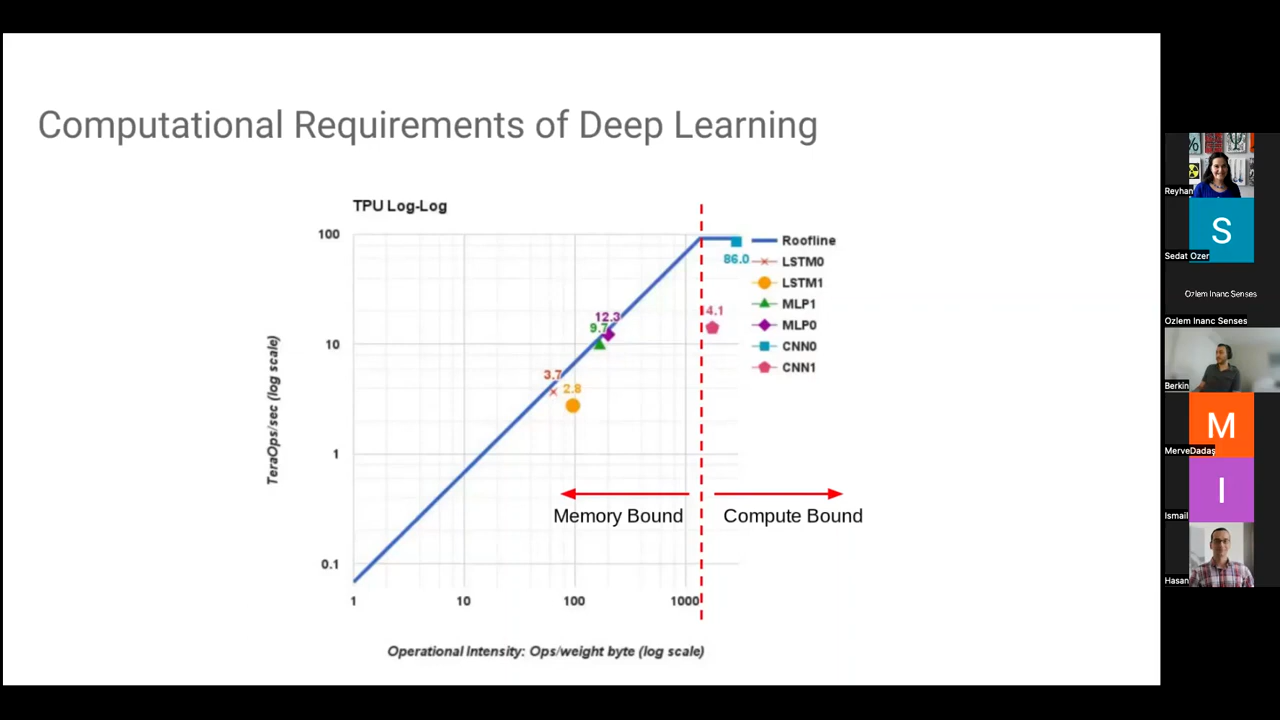 Computational Requirements of Deep Learning
TPU Log-Log
100
10
1
0.1
TeraOps/sec (log scale)
1
10
100
1000
Operational Intensity: Ops/weight byte (log scale)
3.7
2.8
9.7
12.3
86.0
4.1
Roofline
LSTM0
LSTM1
MLP1
MLP0
CNN0
CNN1
Memory Bound
Compute Bound
Reyhan
S
Sedat Ozer
Ozlem Inanc Senses
Ozlem Inanc Senses
Berkin
M
MerveDadaş
I
Ismail
Hasan